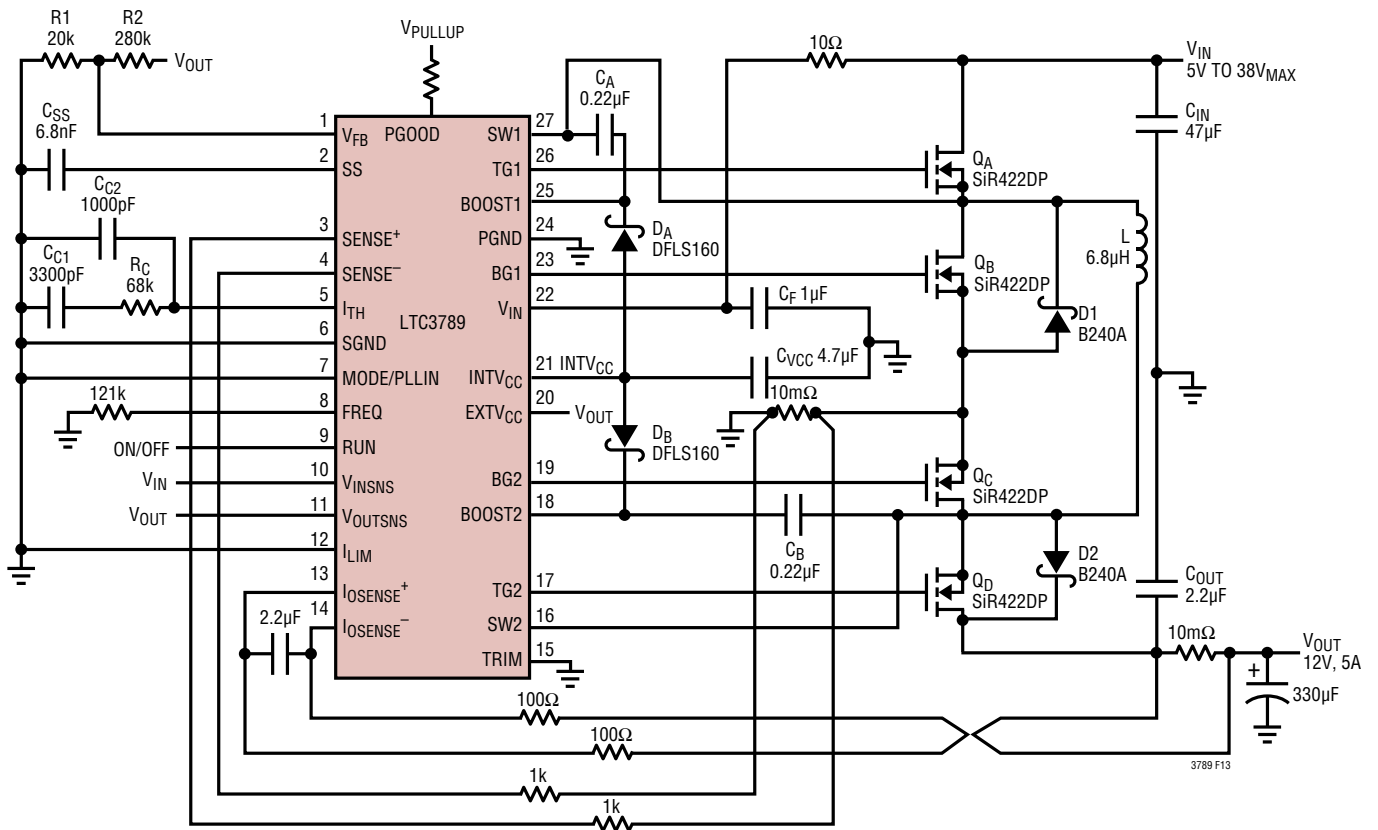 R1
20k
R2
280k
VOUT
VPULLUP
10Ω
VIN
5V TO 38VMAX
CA
0.22µF
CSS
6.8nF
CIN
47µF
1
VFB
PGOOD
SW1
27
2
SS
TG1
26
QA
SiR422DP
CC2
1000pF
BOOST1
25
3
SENSE+
PGND
24
DA
DFLS160
L
6.8µH
4
SENSE−
BG1
23
QB
SiR422DP
CC1
3300pF
RC
68k
5
ITH
VIN
22
CF 1µF
D1
B240A
LTC3789
6
SGND
7
MODE/PLLIN
INTVCC
21
INTVCC
CVCC 4.7µF
121k
8
FREQ
EXTVCC
20
VOUT
10mΩ
ON/OFF
9
RUN
DB
DFLS160
VIN
10
VINSNS
BG2
19
QC
SiR422DP
VOUT
11
VOUTSNS
BOOST2
18
12
ILIM
CB
0.22µF
D2
B240A
13
IOSENSE+
TG2
17
QD
SiR422DP
COUT
2.2µF
14
IOSENSE−
SW2
16
2.2µF
TRIM
15
10mΩ
VOUT
12V, 5A
+
330µF
100Ω
100Ω
3789 F13
1k
1k